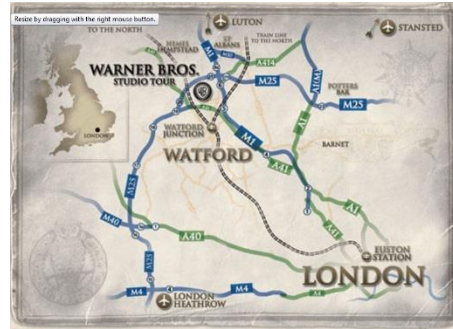 Resize by dragging with the right mouse button.
TO THE NORTH
HEMEL
HEMPSTEAD
ST
ALBANS
M1
LUTON
TRAIN LINE
TO THE NORTH
STANSTED
A414
M25
A1(M)
WARNER BROS.
STUDIO TOUR
POTTERS
BAR
M25
LONDON
WATFORD
JUNCTION
WATFORD
M1
A41
A1
BARNET
M25
M40
A40
A41
A1
M25
EUSTON
STATION
LONDON
M4
M4
A4
LONDON
HEATHROW